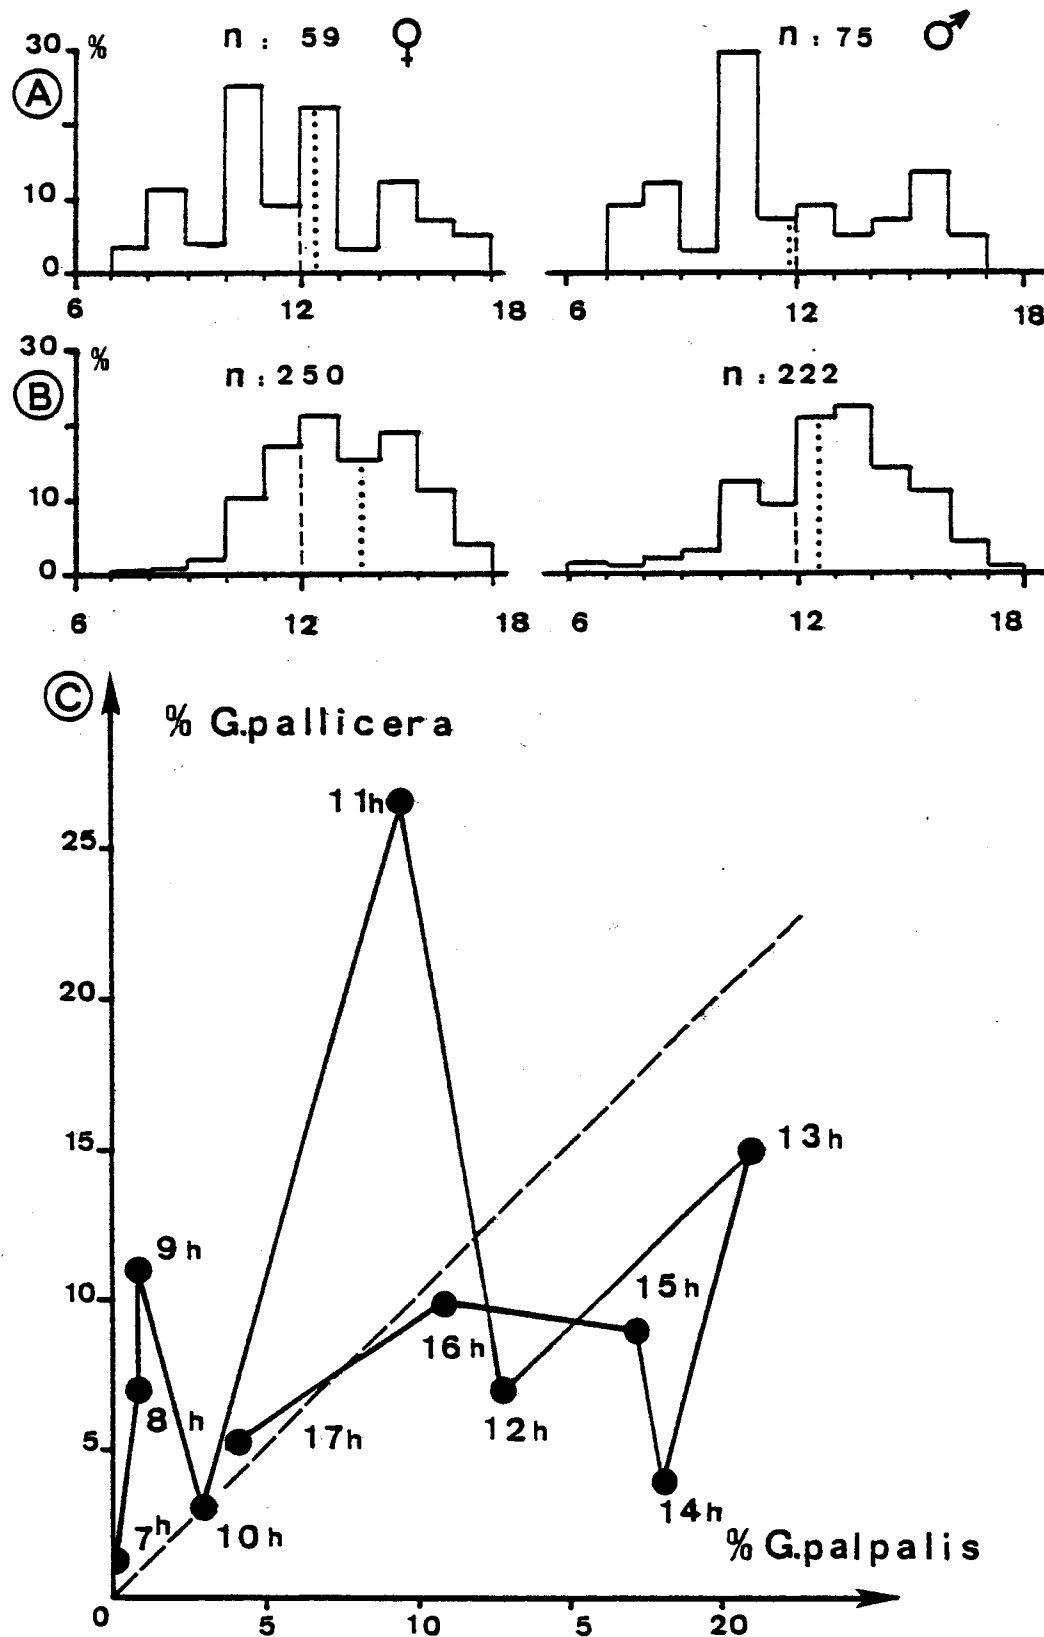 30 % n : 59 ♀ n : 75 ♂
A
10
0
6 12 18 6 12 18
30 % n : 250 n : 222
B
10
0
6 12 18 6 12 18
C
% G.pallicera
11h
25
20
15 13h
9h
10 15h
16h
8h 12h
5 17h
14h
7h 10h
% G.palpalis
0 5 10 5 20